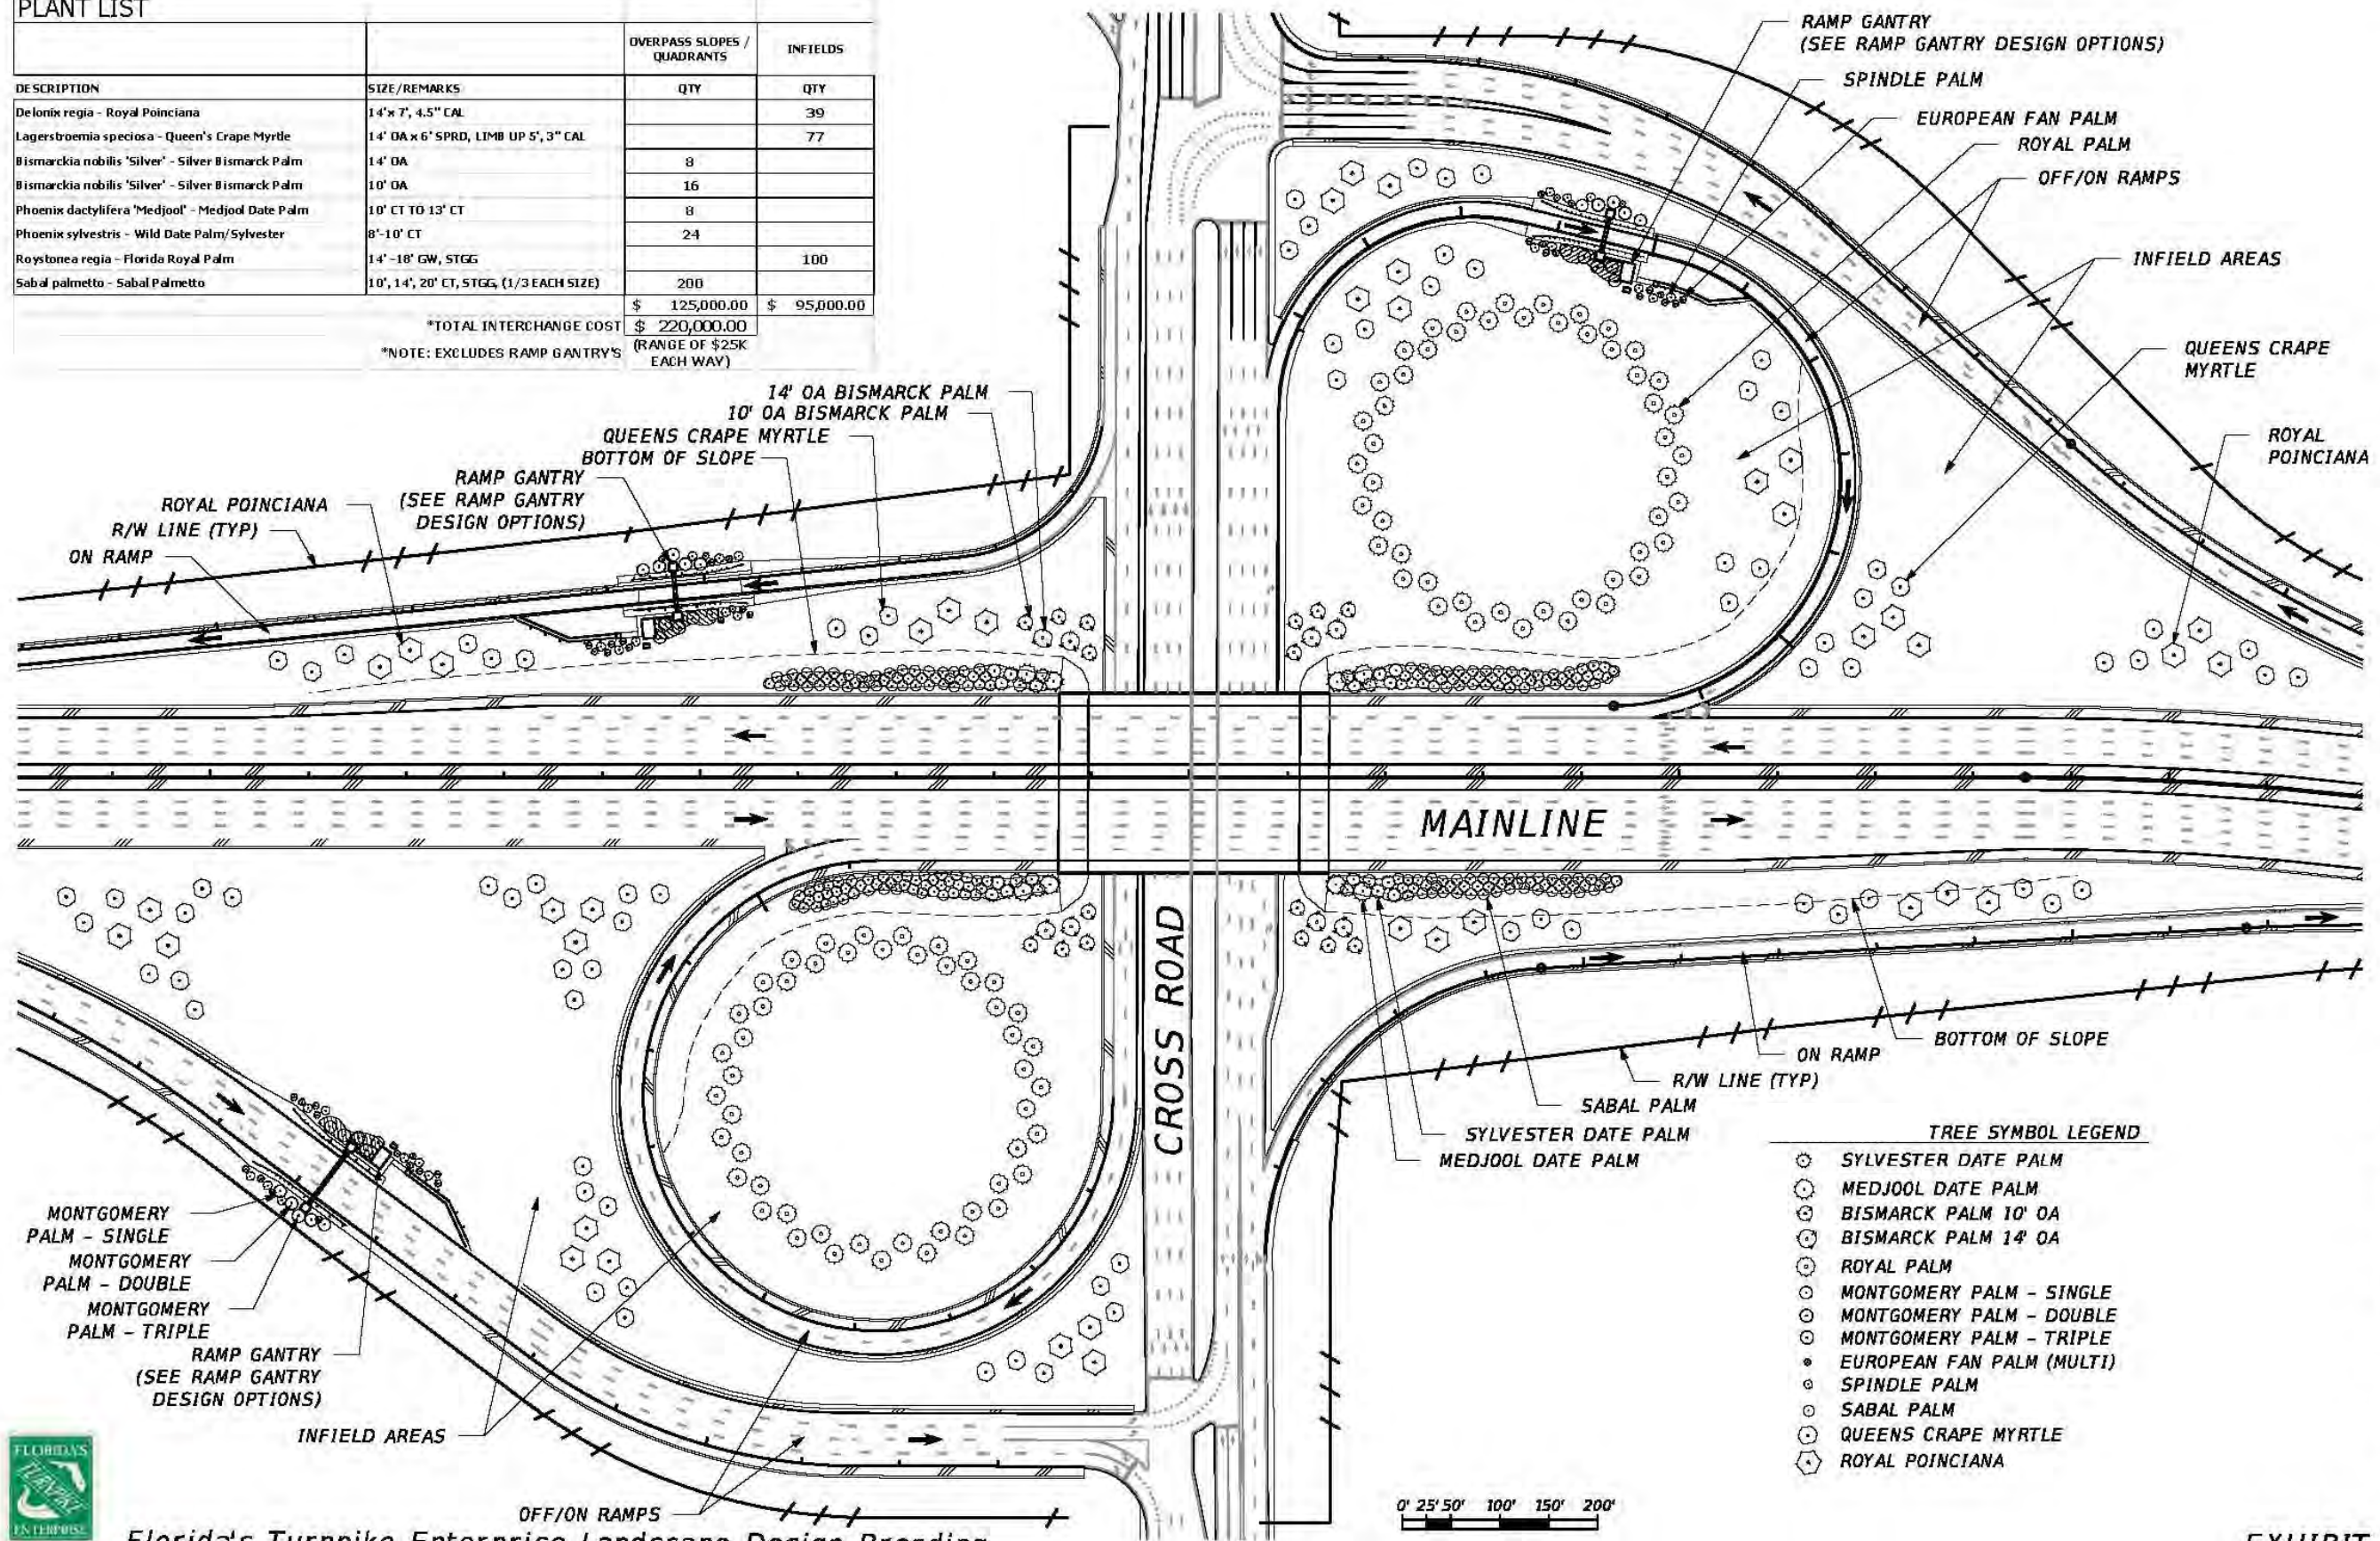 PLANT LIST
OVERPASS SLOPES / QUADRANTS INFIELDS
DESCRIPTION SIZE/REMARKS QTY QTY
Delonix regia - Royal Poinciana 14'x 7', 4.5" CAL 39
Lagerstroemia speciosa - Queen's Crape Myrtle 14' OA x 6' SPRD, LIMB UP 5', 3" CAL 77
Bismarckia nobilis 'Silver' - Silver Bismarck Palm 14' OA 8
Bismarckia nobilis 'Silver' - Silver Bismarck Palm 10' OA 16
Phoenix dactylifera 'Medjool' - Medjool Date Palm 10' CT TO 13' CT 8
Phoenix sylvestris - Wild Date Palm/Sylvester 8'-10' CT 24
Roystonea regia - Florida Royal Palm 14'-18' GW, STGG 100
Sabal palmetto - Sabal Palmetto 10', 14', 20' CT, STGG, (1/3 EACH SIZE) 200
$ 125,000.00 $ 95,000.00
*TOTAL INTERCHANGE COST $ 220,000.00
*NOTE: EXCLUDES RAMP GANTRY'S (RANGE OF $25K EACH WAY)
RAMP GANTRY
(SEE RAMP GANTRY DESIGN OPTIONS)
SPINDLE PALM
EUROPEAN FAN PALM
ROYAL PALM
OFF/ON RAMPS
INFIELD AREAS
QUEENS CRAPE
MYRTLE
ROYAL
POINCIANA
14' OA BISMARCK PALM
10' OA BISMARCK PALM
QUEENS CRAPE MYRTLE
BOTTOM OF SLOPE
RAMP GANTRY
(SEE RAMP GANTRY
DESIGN OPTIONS)
ROYAL POINCIANA
R/W LINE (TYP)
ON RAMP
MAINLINE
CROSS ROAD
BOTTOM OF SLOPE
ON RAMP
R/W LINE (TYP)
SABAL PALM
SYLVESTER DATE PALM
MEDJOOL DATE PALM
MONTGOMERY
PALM - SINGLE
MONTGOMERY
PALM - DOUBLE
MONTGOMERY
PALM - TRIPLE
RAMP GANTRY
(SEE RAMP GANTRY
DESIGN OPTIONS)
INFIELD AREAS
OFF/ON RAMPS
TREE SYMBOL LEGEND
SYLVESTER DATE PALM
MEDJOOL DATE PALM
BISMARCK PALM 10' OA
BISMARCK PALM 14' OA
ROYAL PALM
MONTGOMERY PALM - SINGLE
MONTGOMERY PALM - DOUBLE
MONTGOMERY PALM - TRIPLE
EUROPEAN FAN PALM (MULTI)
SPINDLE PALM
SABAL PALM
QUEENS CRAPE MYRTLE
ROYAL POINCIANA
0' 25' 50' 100' 150' 200'
FLORIDA'S
TURNPIKE
ENTERPRISE
Florida's Turnpike Enterprise Landscape Design Branding
EXHIBIT